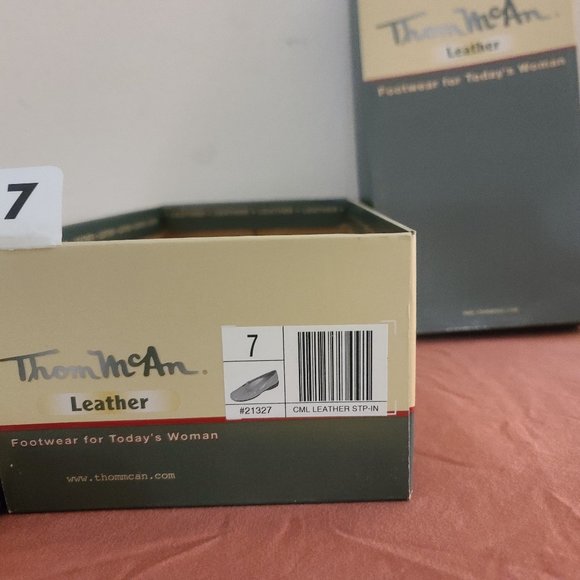 Thom McAn.
Leather
Footwear for Today's Woman
7
7
#21327
CML LEATHER STP-IN
Thom McAn.
Leather
Footwear for Today's Woman
www.thommcan.com